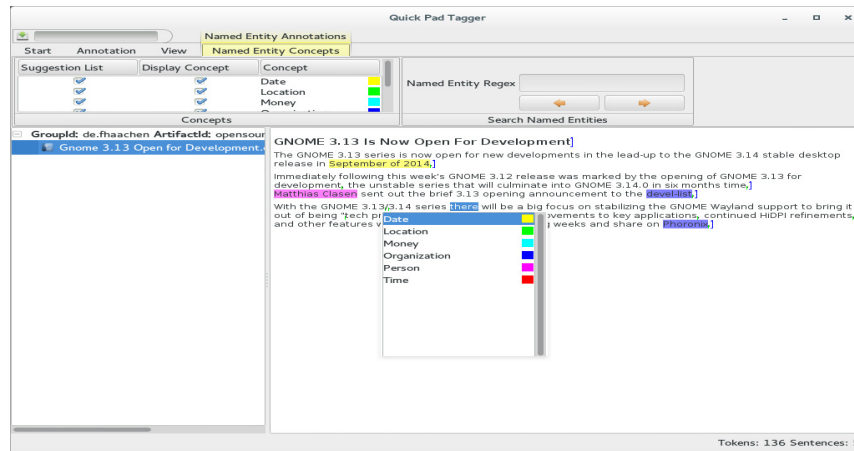 Quick Pad Tagger
Named Entity Annotations
Start Annotation View Named Entity Concepts
Suggestion List Display Concept Concept
Date
Location
Money
Concepts
Named Entity Regex
Search Named Entities
GroupId: de.fhaachen ArtifactId: opensour
Gnome 3.13 Open for Development.
GNOME 3.13 Is Now Open For Development]
The GNOME 3.13 series is now open for new developments in the lead-up to the GNOME 3.14 stable desktop
release in September of 2014,]
Immediately following this week's GNOME 3.12 release was marked by the opening of GNOME 3.13 for
development, the unstable series that will culminate into GNOME 3.14.0 in six months time,]
Matthias Clasen sent out the brief 3.13 opening announcement to the devel-list,]
With the GNOME 3.13/3.14 series there will be a big focus on stabilizing the GNOME Wayland support to bring it
out of being "tech pr ovements to key applications, continued HiDPI refinements,
and other features weeks and share on Phoronix,]
Date
Location
Money
Organization
Person
Time
Tokens: 136 Sentences: